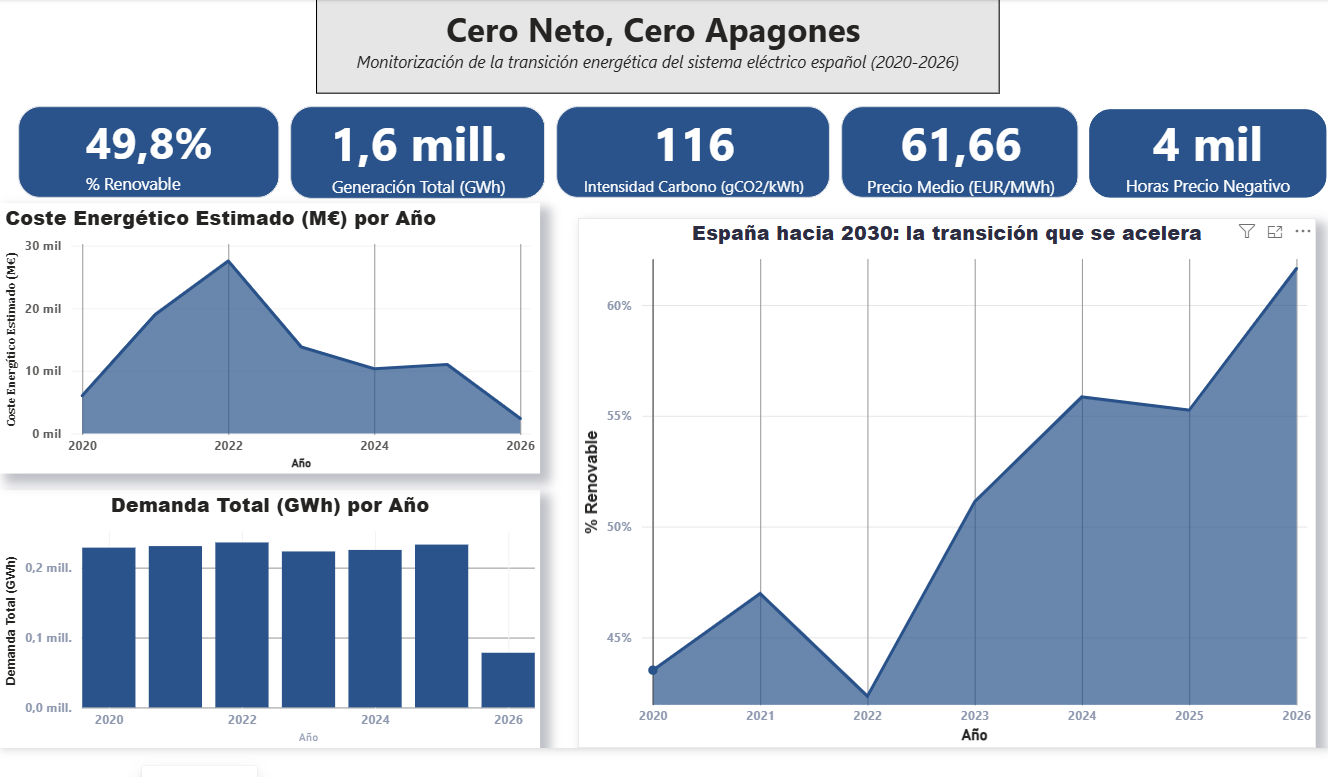 Cero Neto, Cero Apagones
Monitorización de la transición energética del sistema eléctrico español (2020-2026)
49,8%
% Renovable
1,6 mill.
Generación Total (GWh)
116
Intensidad Carbono (gCO2/kWh)
61,66
Precio Medio (EUR/MWh)
4 mil
Horas Precio Negativo
Coste Energético Estimado (M€) por Año
Coste Energítico Estimado (M€)
30 mil
20 mil
10 mil
0 mil
2020
2022
2024
2026
Año
Demanda Total (GWh) por Año
Demanda Total (GWh)
0,2 mill.
0,1 mill.
0,0 mill.
2020
2022
2024
2026
Año
España hacia 2030: la transición que se acelera
% Renovable
60%
55%
50%
45%
2020
2021
2022
2023
2024
2025
2026
Año